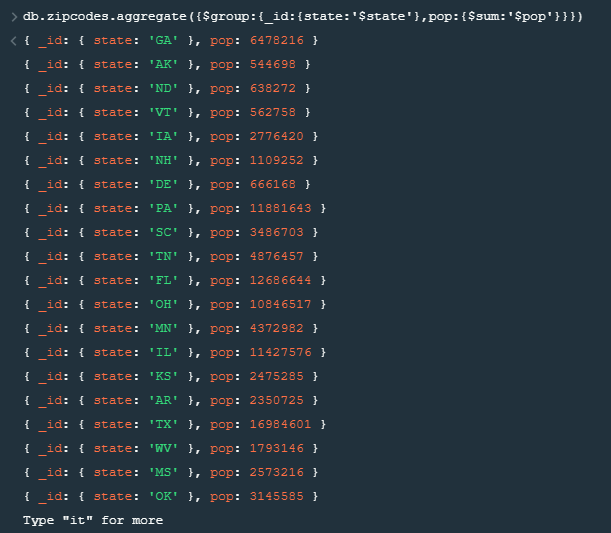 > db.zipcodes.aggregate({$group:{_id:{state:'$state'},pop:{$sum:'$pop'}}})
< { _id: { state: 'GA' }, pop: 6478216 }
{ _id: { state: 'AK' }, pop: 544698 }
{ _id: { state: 'ND' }, pop: 638272 }
{ _id: { state: 'VT' }, pop: 562758 }
{ _id: { state: 'IA' }, pop: 2776420 }
{ _id: { state: 'NH' }, pop: 1109252 }
{ _id: { state: 'DE' }, pop: 666168 }
{ _id: { state: 'PA' }, pop: 11881643 }
{ _id: { state: 'SC' }, pop: 3486703 }
{ _id: { state: 'TN' }, pop: 4876457 }
{ _id: { state: 'FL' }, pop: 12686644 }
{ _id: { state: 'OH' }, pop: 10846517 }
{ _id: { state: 'MN' }, pop: 4372982 }
{ _id: { state: 'IL' }, pop: 11427576 }
{ _id: { state: 'KS' }, pop: 2475285 }
{ _id: { state: 'AR' }, pop: 2350725 }
{ _id: { state: 'TX' }, pop: 16984601 }
{ _id: { state: 'WV' }, pop: 1793146 }
{ _id: { state: 'MS' }, pop: 2573216 }
{ _id: { state: 'OK' }, pop: 3145585 }
Type "it" for more